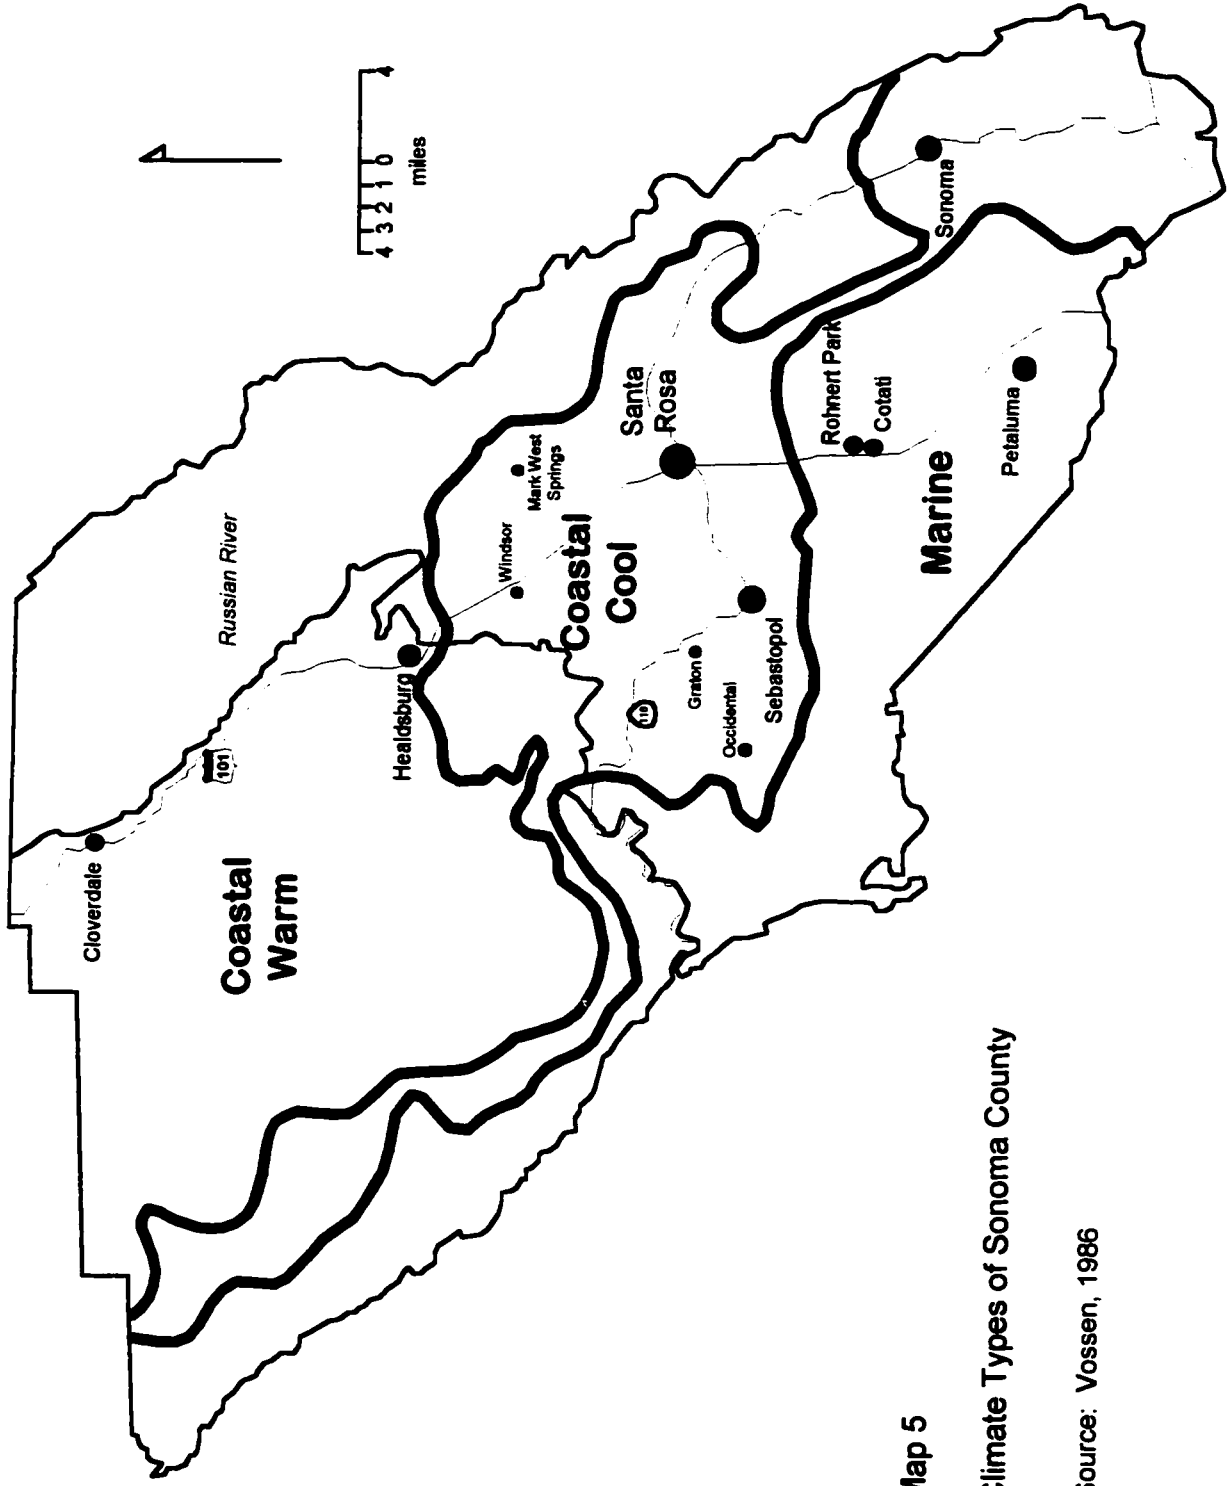 4 3 2 1 0 4
miles
Russian River
101
Cloverdale
Coastal
Warm
Healdsburg
Windsor
Mark West
Springs
Coastal
Cool
Santa
Rosa
Graton
Occidental
Sebastopol
Rohnert Park
Cotati
Sonoma
Marine
Petaluma
Map 5
Climate Types of Sonoma County
Source: Vossen, 1986